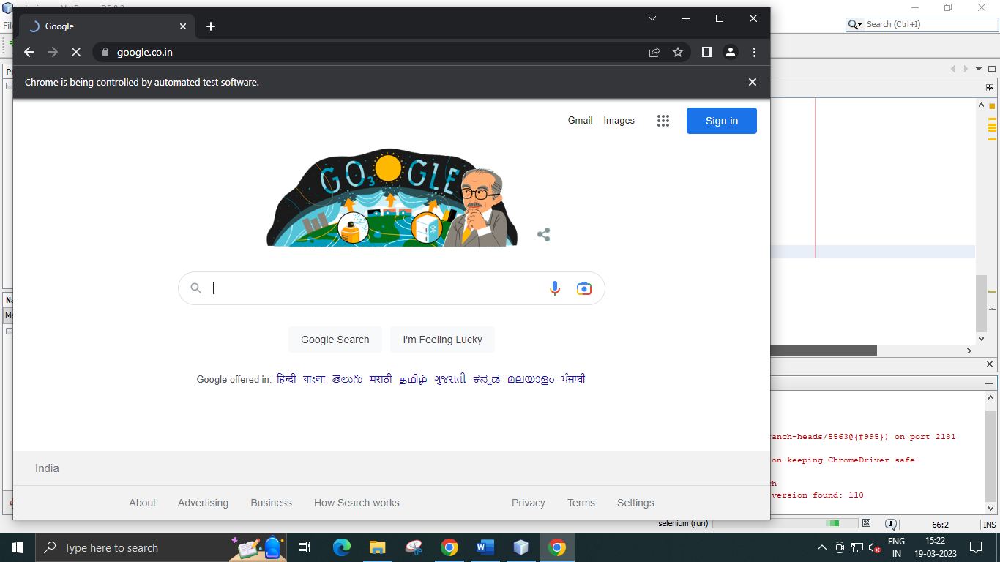 Google
google.co.in
Chrome is being controlled by automated test software.
Search (Ctrl+I)
Gmail Images Sign in
GOO3GLE
Google Search I'm Feeling Lucky
Google offered in: हिन्दी বাংলা తెలుగు मराठी தமிழ் ગુજરાતી ಕನ್ನಡ മലയാളം ਪੰਜਾਬੀ
India
About Advertising Business How Search works Privacy Terms Settings
anch-heads/5563@{#995}) on port 2181
on keeping ChromeDriver safe.
version found: 110
selenium (run) 1 66:2 INS
Type here to search
ENG
IN
15:22
19-03-2023